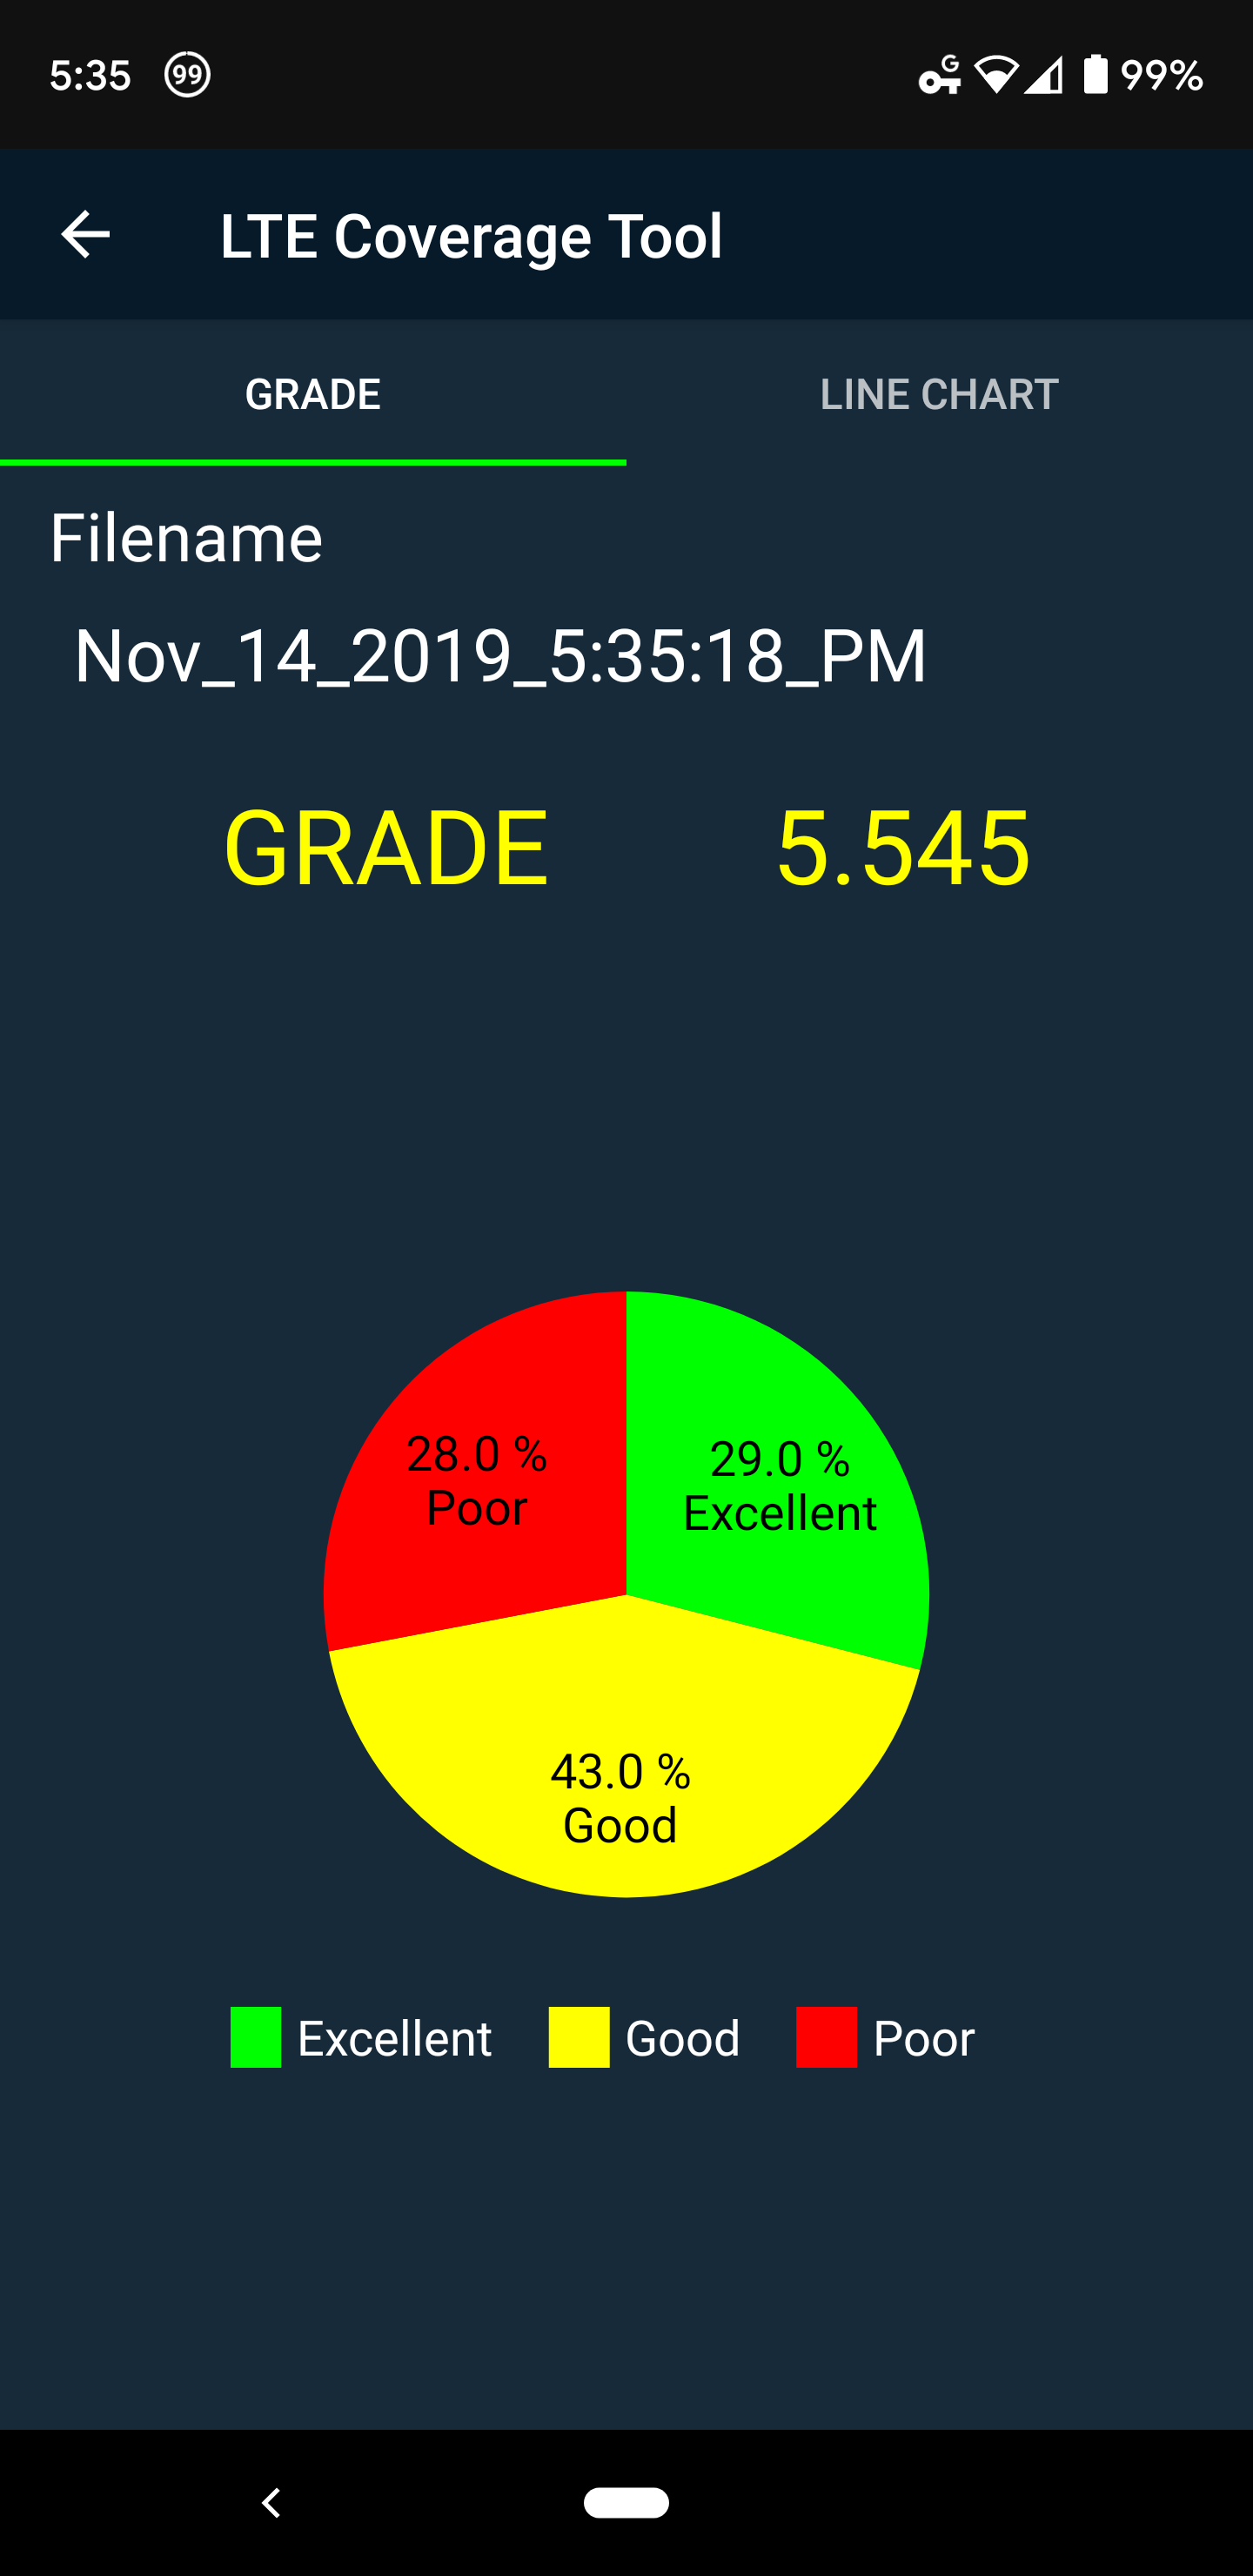 5:35 99 G 99%
LTE Coverage Tool
GRADE LINE CHART
Filename
Nov_14_2019_5:35:18_PM
GRADE 5.545
28.0 %
Poor
29.0 %
Excellent
43.0 %
Good
Excellent Good Poor